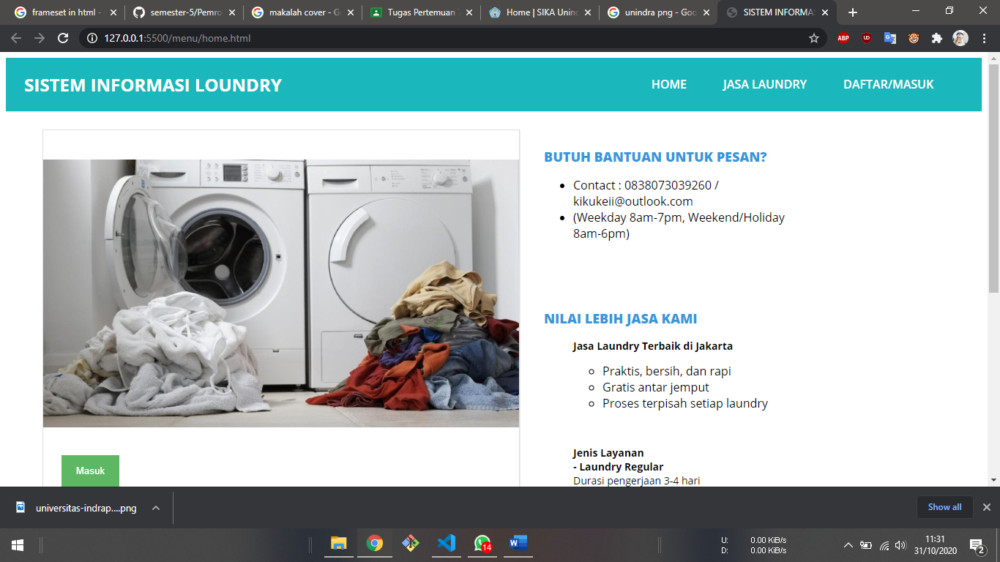 frameset in html -
semester-5/Pemro
makalah cover - G
Tugas Pertemuan
Home | SIKA Unin
unindra png - Goo
SISTEM INFORMAS
127.0.0.1:5500/menu/home.html
ABP
UD
SISTEM INFORMASI LOUNDRY
HOME
JASA LAUNDRY
DAFTAR/MASUK
BUTUH BANTUAN UNTUK PESAN?
Contact : 0838073039260 /
kikukeii@outlook.com
(Weekday 8am-7pm, Weekend/Holiday
8am-6pm)
NILAI LEBIH JASA KAMI
Jasa Laundry Terbaik di Jakarta
Praktis, bersih, dan rapi
Gratis antar jemput
Proses terpisah setiap laundry
Jenis Layanan
- Laundry Regular
Durasi pengerjaan 3-4 hari
Masuk
universitas-indrap....png
Show all
14
U: 0.00 KiB/s
D: 0.00 KiB/s
11:31
31/10/2020
2